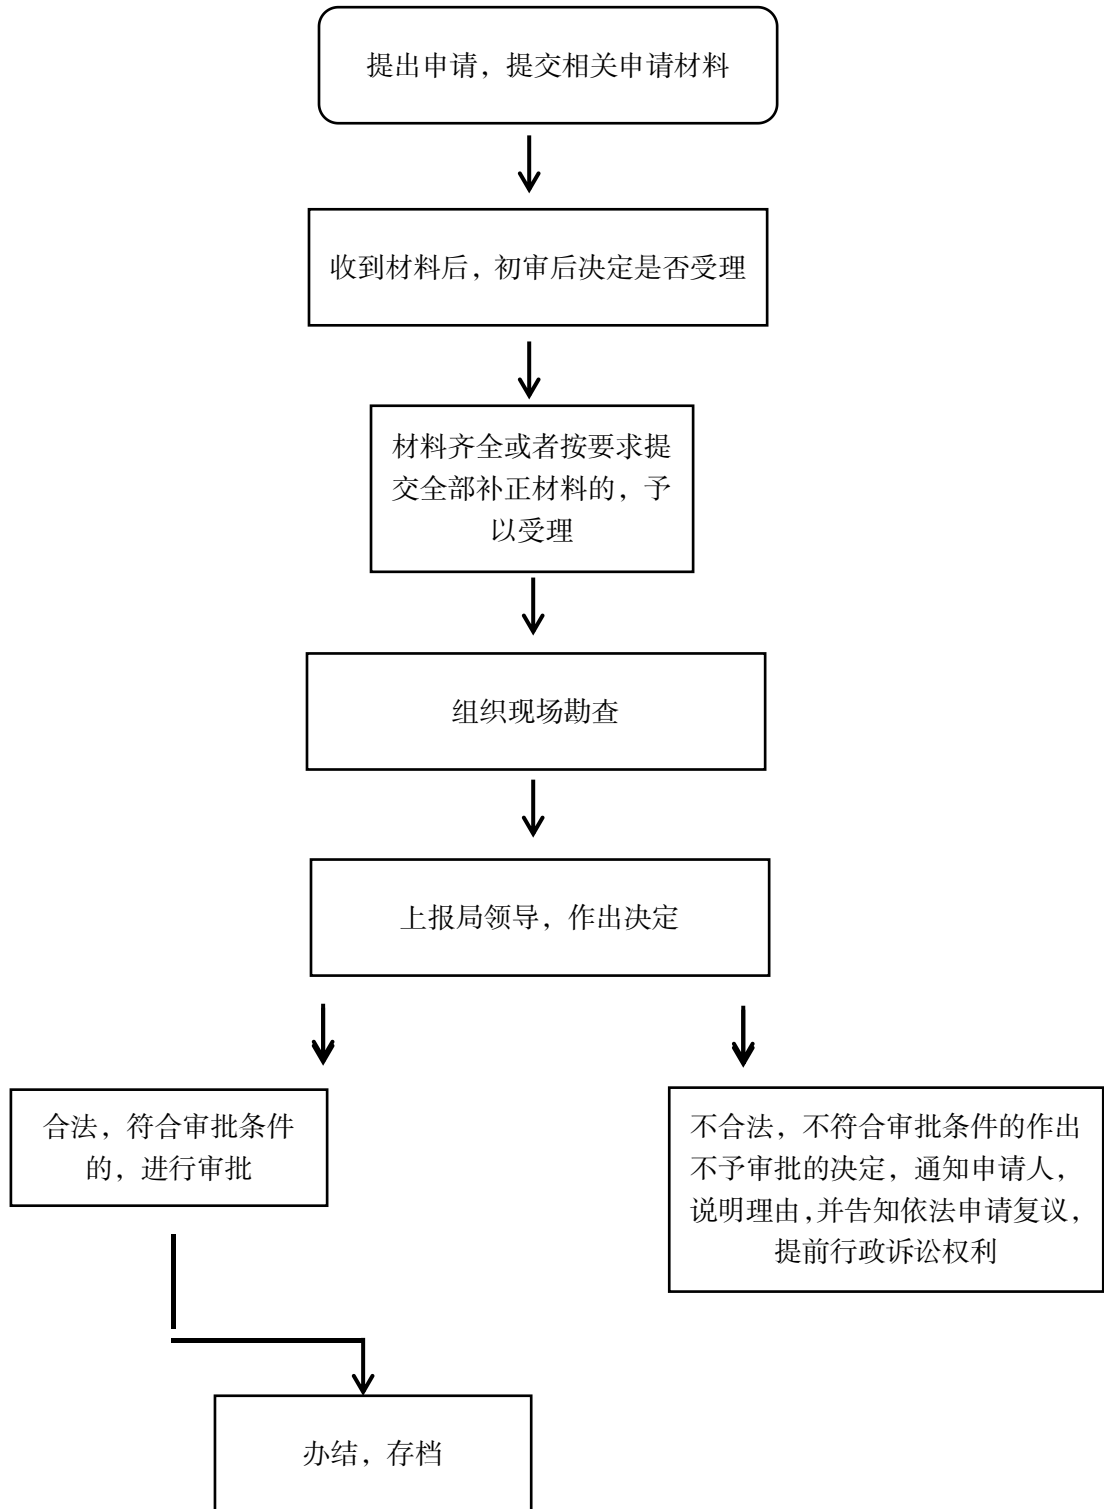 提出申请，提交相关申请材料
收到材料后，初审后决定是否受理
材料齐全或者按要求提
交全部补正材料的，予
以受理
组织现场勘查
上报局领导，作出决定
合法，符合审批条件
的，进行审批
不合法，不符合审批条件的作出
不予审批的决定，通知申请人，
说明理由，并告知依法申请复议，
提前行政诉讼权利
办结，存档